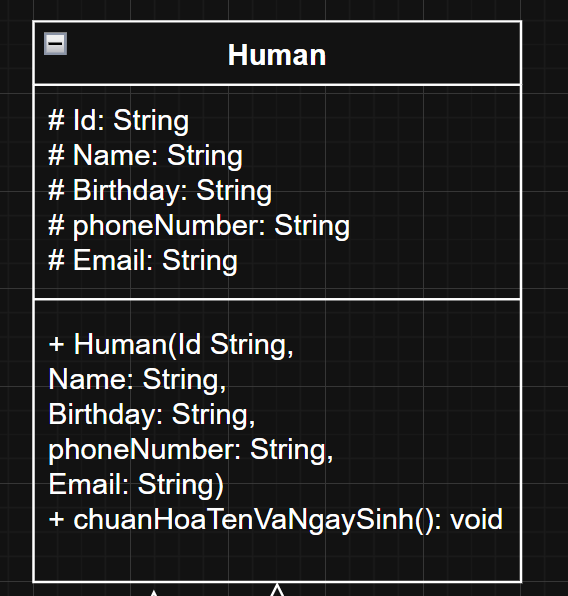 Human
# Id: String
# Name: String
# Birthday: String
# phoneNumber: String
# Email: String
+ Human(Id String,
Name: String,
Birthday: String,
phoneNumber: String,
Email: String)
+ chuanHoaTenVaNgaySinh(): void